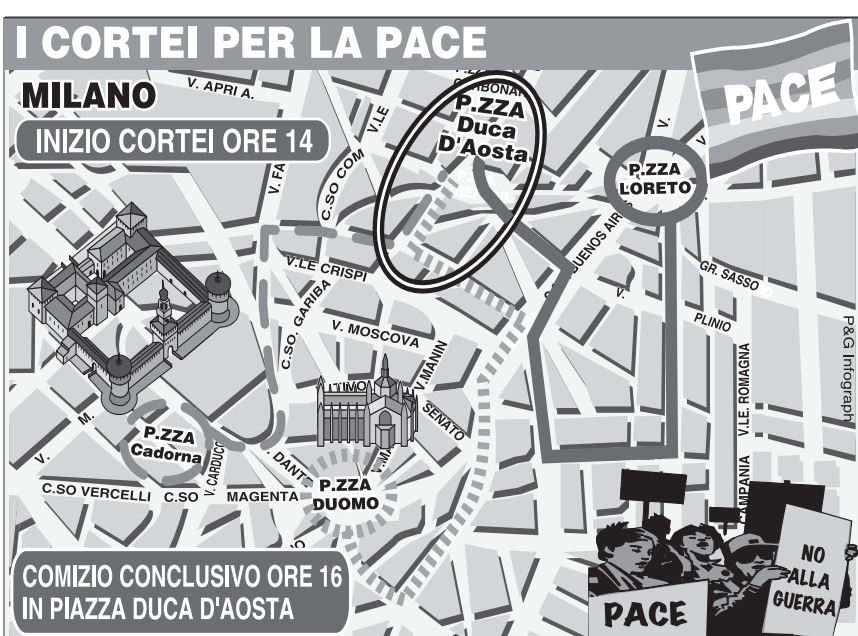 I CORTEI PER LA PACE
PACE
MILANO
INIZIO CORTEI ORE 14
V. APRI A.
V.LE
C.SO COM
V. FA
P.ZZA
Duca
D'Aosta
V.
V.
P.ZZA
LORETO
BUENOS AIR
V.LE CRISPI
C.SO. GARIBA
V. MOSCOVA
V.MANIN
SENATO
GR. SASSO
V.
PLINIO
V.LE. ROMAGNA
CAMPANIA
P&G Infograph
M.
V.
P.ZZA
Cadorna
V. CARDUCC
C.SO VERCELLI
C.SO
MAGENTA
. DANT
P.ZZA
DUOMO
COMIZIO CONCLUSIVO ORE 16
IN PIAZZA DUCA D'AOSTA
PACE
NO
ALLA
GUERRA